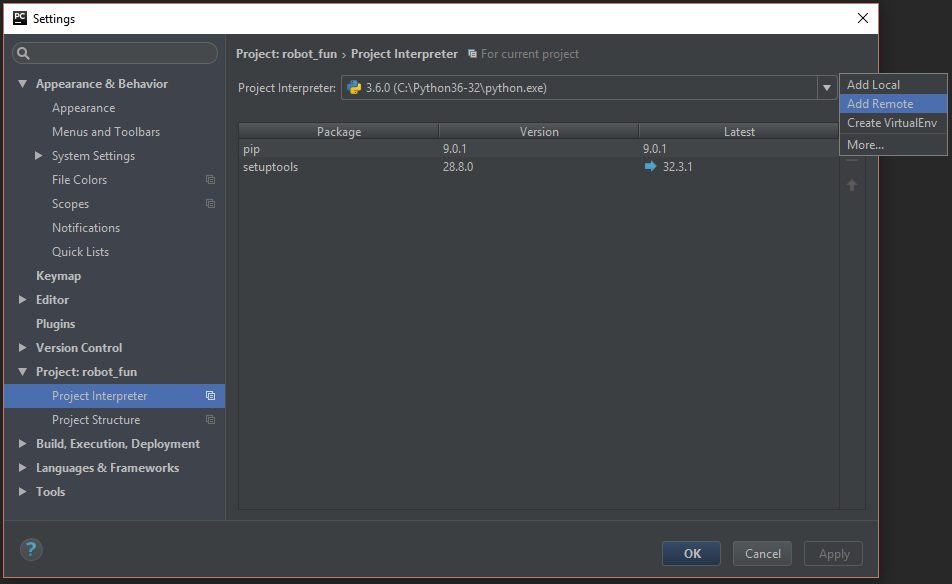 PC Settings
Project: robot_fun › Project Interpreter For current project
Project Interpreter: 3.6.0 (C:\Python36-32\python.exe)
Add Local
Add Remote
Create VirtualEnv
More...
Appearance & Behavior
Appearance
Menus and Toolbars
System Settings
File Colors
Scopes
Notifications
Quick Lists
Keymap
Editor
Plugins
Version Control
Project: robot_fun
Project Interpreter
Project Structure
Build, Execution, Deployment
Languages & Frameworks
Tools
Package Version Latest
pip 9.0.1 9.0.1
setuptools 28.8.0 32.3.1
?
OK Cancel Apply